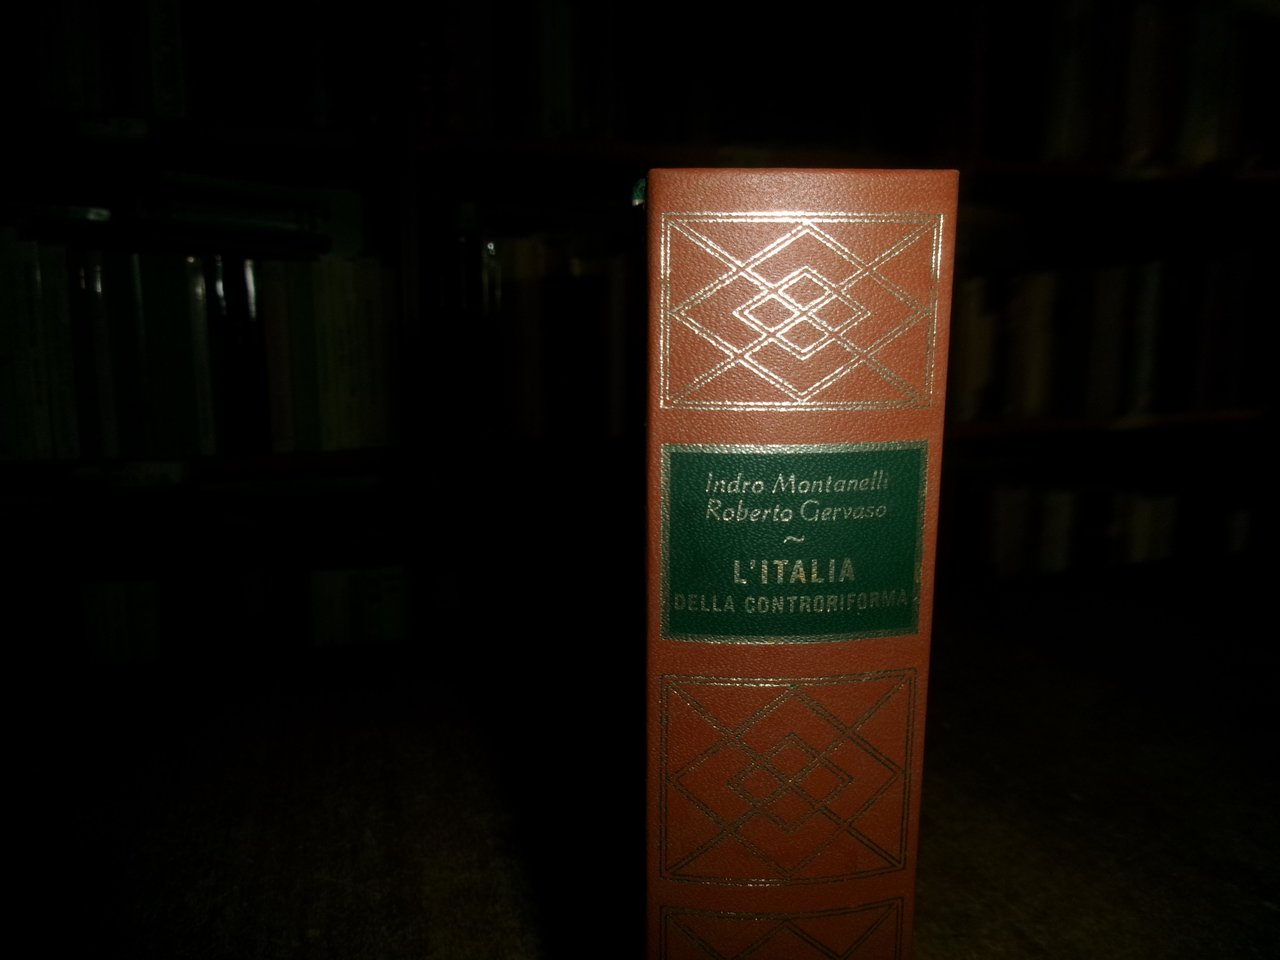 Indro Montanelli
Roberto Gervaso
~
L'ITALIA
DELLA CONTRORIFORMA